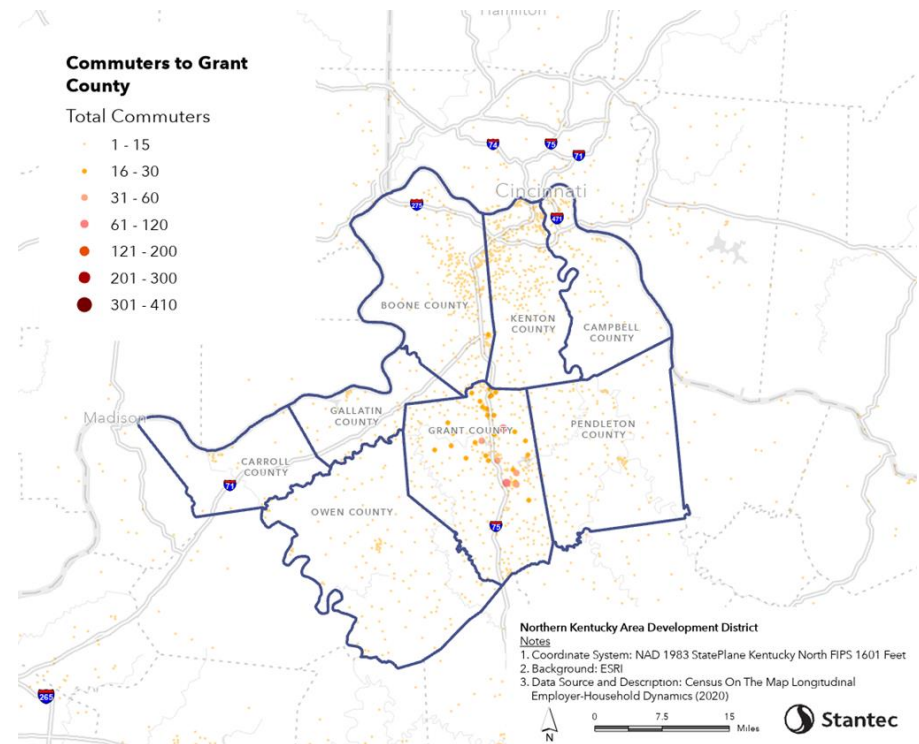 Hamilton
Commuters to Grant
County
Total Commuters
1 - 15
16 - 30
31 - 60
61 - 120
121 - 200
201 - 300
301 - 410
74
75
71
Cincinnati
275
471
BOONE COUNTY
KENTON
COUNTY
CAMPBELL
COUNTY
GALLATIN
COUNTY
Madison
GRANT COUNTY
PENDLETON
COUNTY
CARROLL
COUNTY
71
OWEN COUNTY
75
Northern Kentucky Area Development District
Notes
1. Coordinate System: NAD 1983 StatePlane Kentucky North FIPS 1601 Feet
2. Background: ESRI
3. Data Source and Description: Census On The Map Longitudinal
Employer-Household Dynamics (2020)
265
0 7.5 15
Miles
N
Stantec